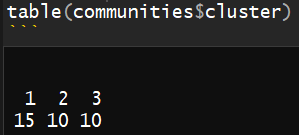 table(communities$cluster)
```
1 2 3
15 10 10